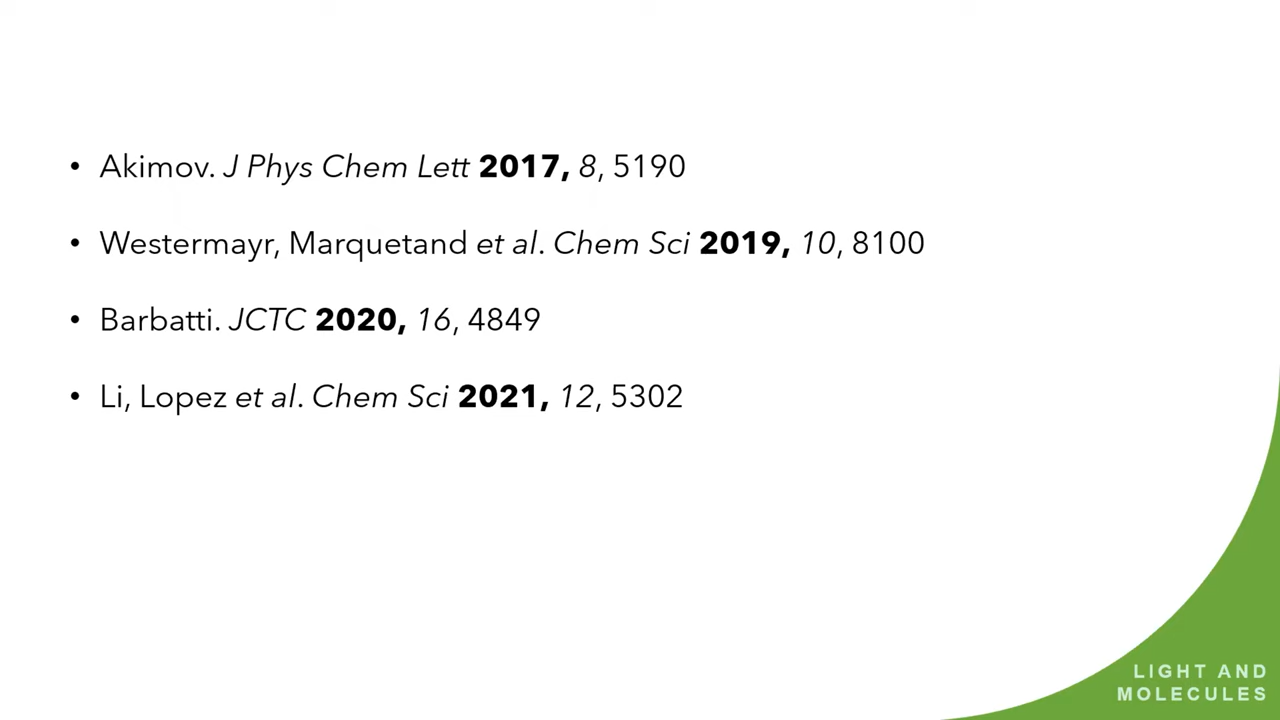 • Akimov. J Phys Chem Lett 2017, 8, 5190
• Westermayr, Marquetand et al. Chem Sci 2019, 10, 8100
• Barbatti. JCTC 2020, 16, 4849
• Li, Lopez et al. Chem Sci 2021, 12, 5302
LIGHT AND
MOLECULES